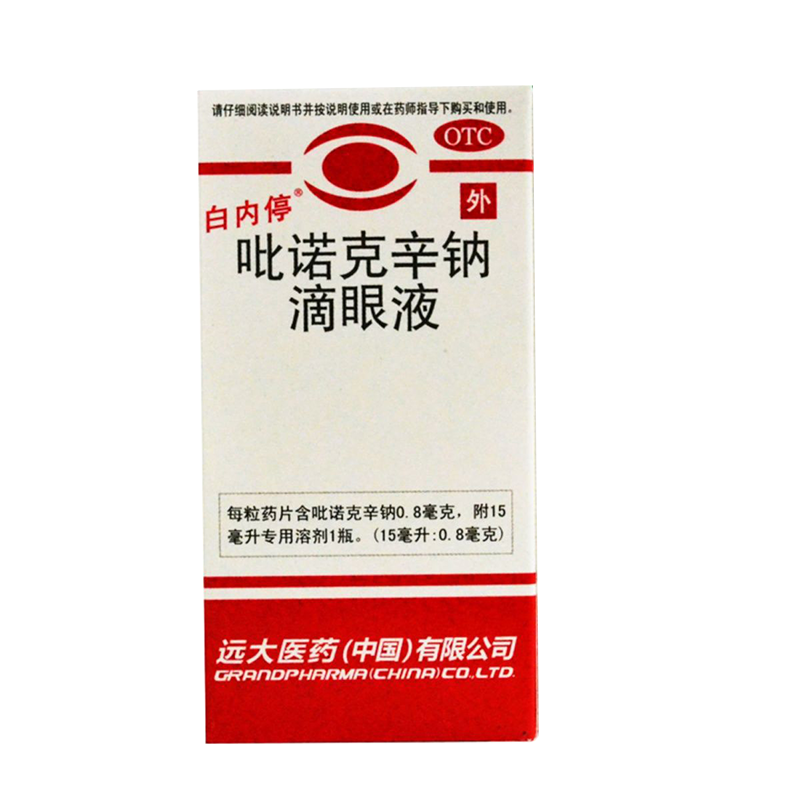 请仔细阅读说明书并按说明使用或在药师指导下购买和使用。
OTC
外
白内停®
吡诺克辛钠
滴眼液
每粒药片含吡诺克辛钠0.8毫克，附15
毫升专用溶剂1瓶。(15毫升:0.8毫克)
远大医药(中国)有限公司
GRANDPHARMA(CHINA)CO.,LTD.